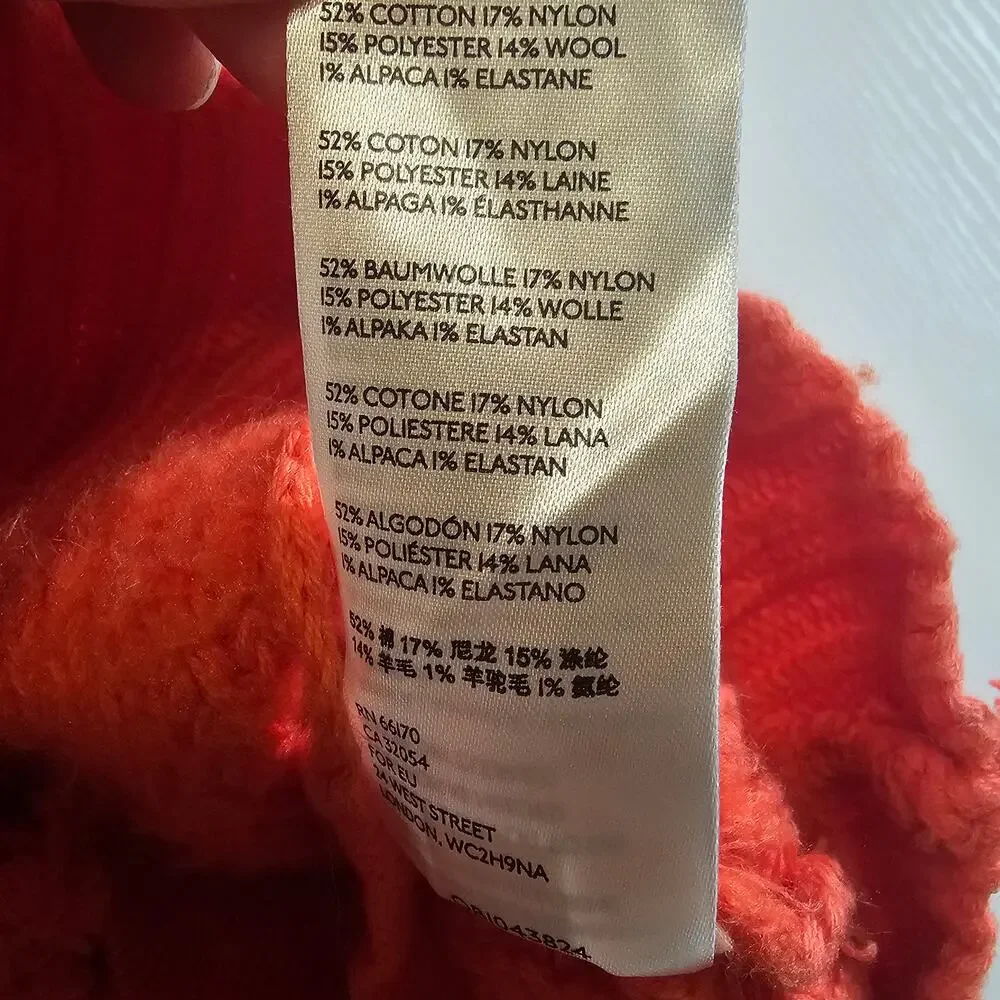 52% COTTON 17% NYLON
15% POLYESTER 14% WOOL
1% ALPACA 1% ELASTANE
52% COTON 17% NYLON
15% POLYESTER 14% LAINE
1% ALPAGA 1% ÉLASTHANNE
52% BAUMWOLLE 17% NYLON
15% POLYESTER 14% WOLLE
1% ALPAKA 1% ELASTAN
52% COTONE 17% NYLON
15% POLIESTERE 14% LANA
1% ALPACA 1% ELASTAN
52% ALGODÓN 17% NYLON
15% POLIÉSTER 14% LANA
1% ALPACA 1% ELASTANO
52% 棉 17% 尼龙 15% 涤纶
14% 羊毛 1% 羊驼毛 1% 氨纶
RN 66170
CA 32054
FOR EU
24 WEST STREET
LONDON, WC2H9NA
OB1043824